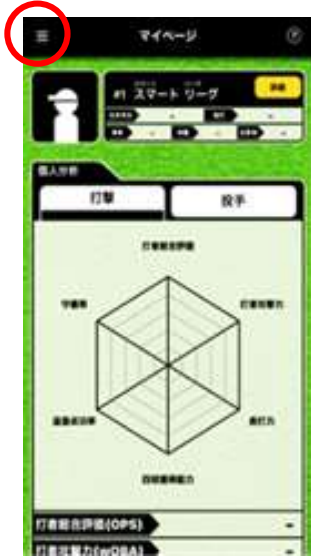 マイページ
#1 スマート リーグ
個人分析
打撃
投手
打者総合評価
守備率
打者攻撃力
盗塁成功率
長打力
四球獲得能力
打者総合評価(OPS)
-
打者攻撃力(wOBA)
-